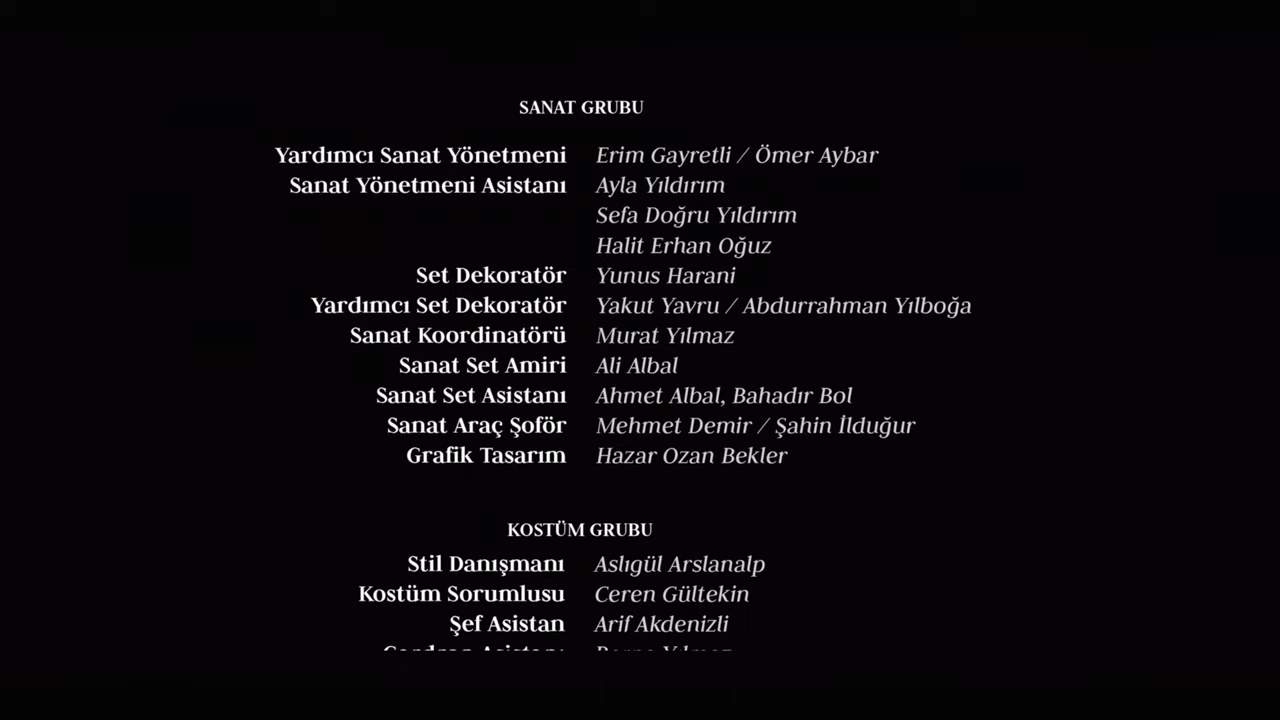 SANAT GRUBU
Yardımcı Sanat Yönetmeni Erim Gayretli / Ömer Aybar
Sanat Yönetmeni Asistanı Ayla Yıldırım
Sefa Doğru Yıldırım
Halit Erhan Oğuz
Set Dekoratör Yunus Harani
Yardımcı Set Dekoratör Yakut Yavru / Abdurrahman Yılboğa
Sanat Koordinatörü Murat Yılmaz
Sanat Set Amiri Ali Albal
Sanat Set Asistanı Ahmet Albal, Bahadır Bol
Sanat Araç Şoför Mehmet Demir / Şahin İlduğur
Grafik Tasarım Hazar Ozan Bekler
KOSTÜM GRUBU
Stil Danışmanı Aslıgül Arslanalp
Kostüm Sorumlusu Ceren Gültekin
Şef Asistan Arif Akdenizli